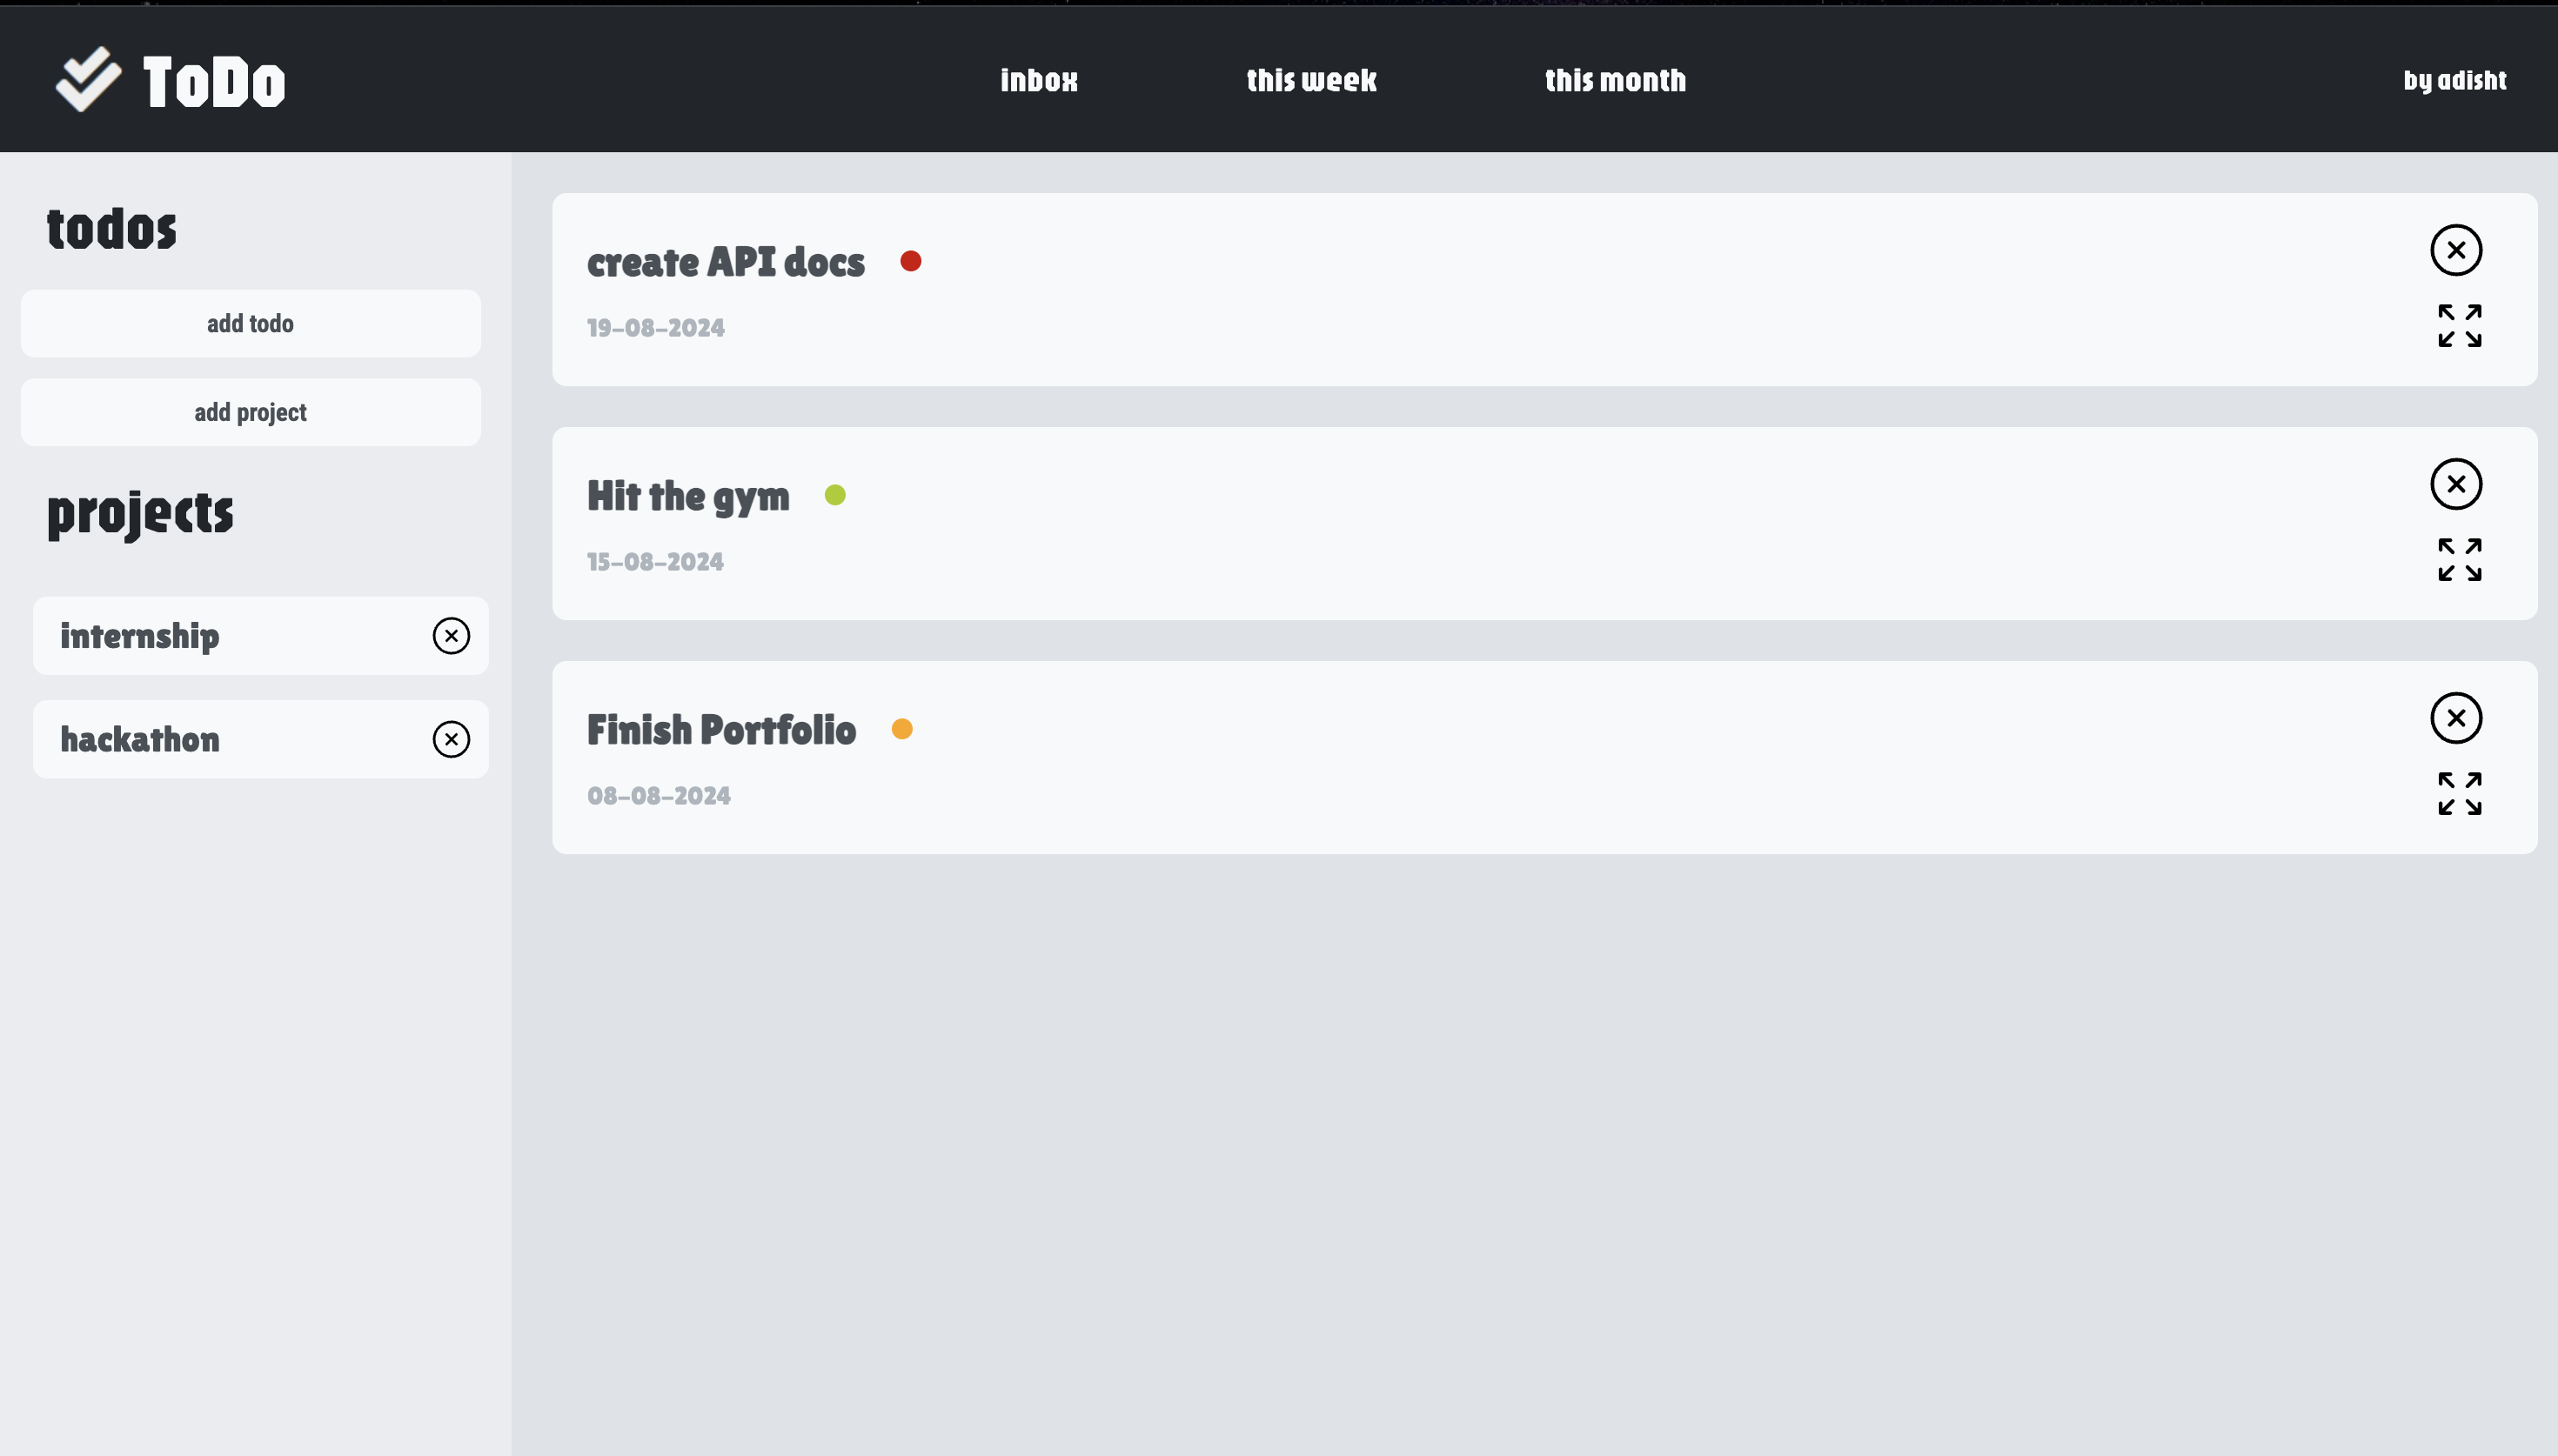 ToDo
inbox
this week
this month
by adisht
todos
add todo
add project
projects
internship
hackathon
create API docs
19-08-2024
Hit the gym
15-08-2024
Finish Portfolio
08-08-2024